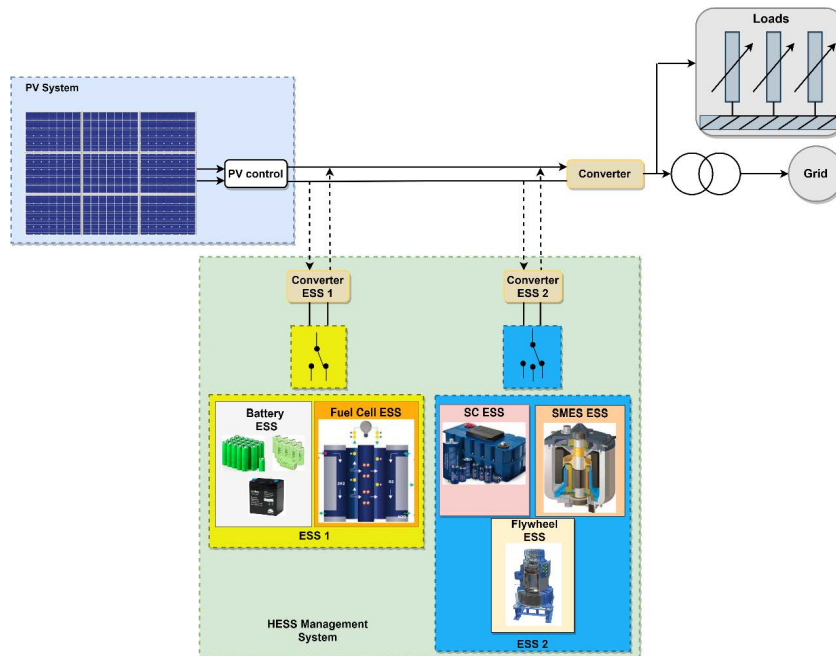 Loads
PV System
PV control
Converter
Grid
Converter
ESS 1
Converter
ESS 2
Battery
ESS
Fuel Cell ESS
SC ESS
SMES ESS
ESS 1
Flywheel
ESS
HESS Management
System
ESS 2